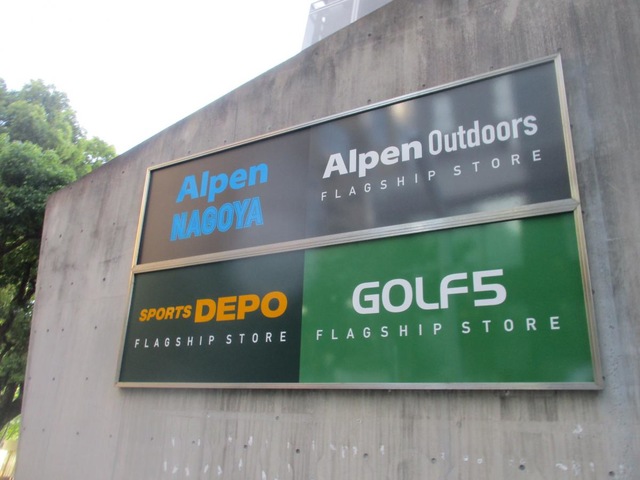 Alpen
NAGOYA
Alpen Outdoors
FLAGSHIP STORE
SPORTS DEPO
FLAGSHIP STORE
GOLF5
FLAGSHIP STORE